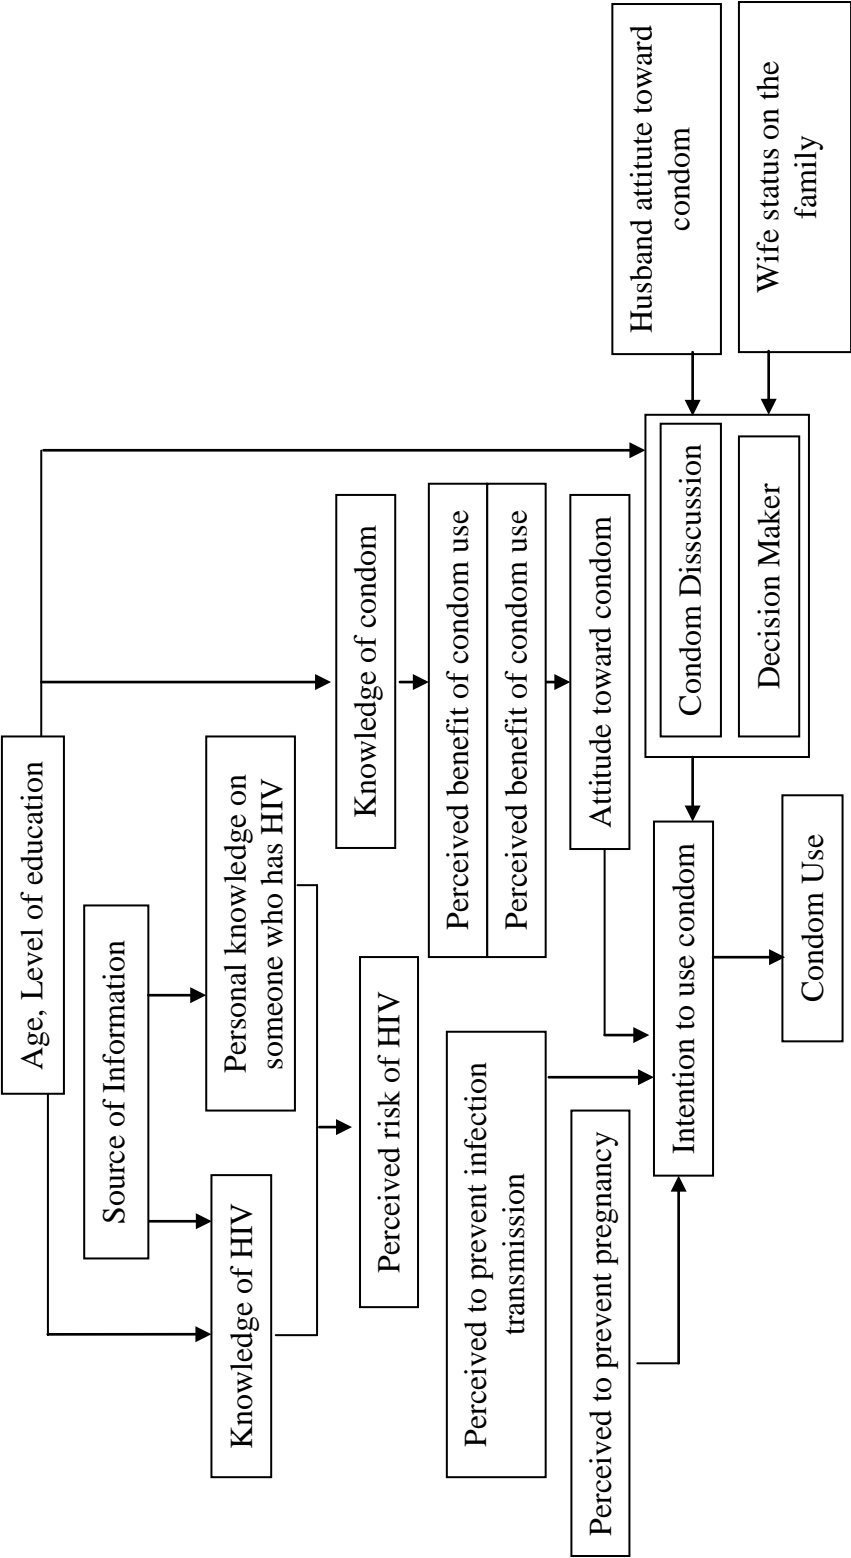 Age, Level of education
Source of Information
Knowledge of HIV
Personal knowledge on
someone who has HIV
Perceived risk of HIV
Knowledge of condom
Perceived benefit of condom use
Perceived benefit of condom use
Attitude toward condom
Perceived to prevent infection
transmission
Perceived to prevent pregnancy
Intention to use condom
Condom Disscussion
Decision Maker
Husband attitute toward
condom
Wife status on the
family
Condom Use